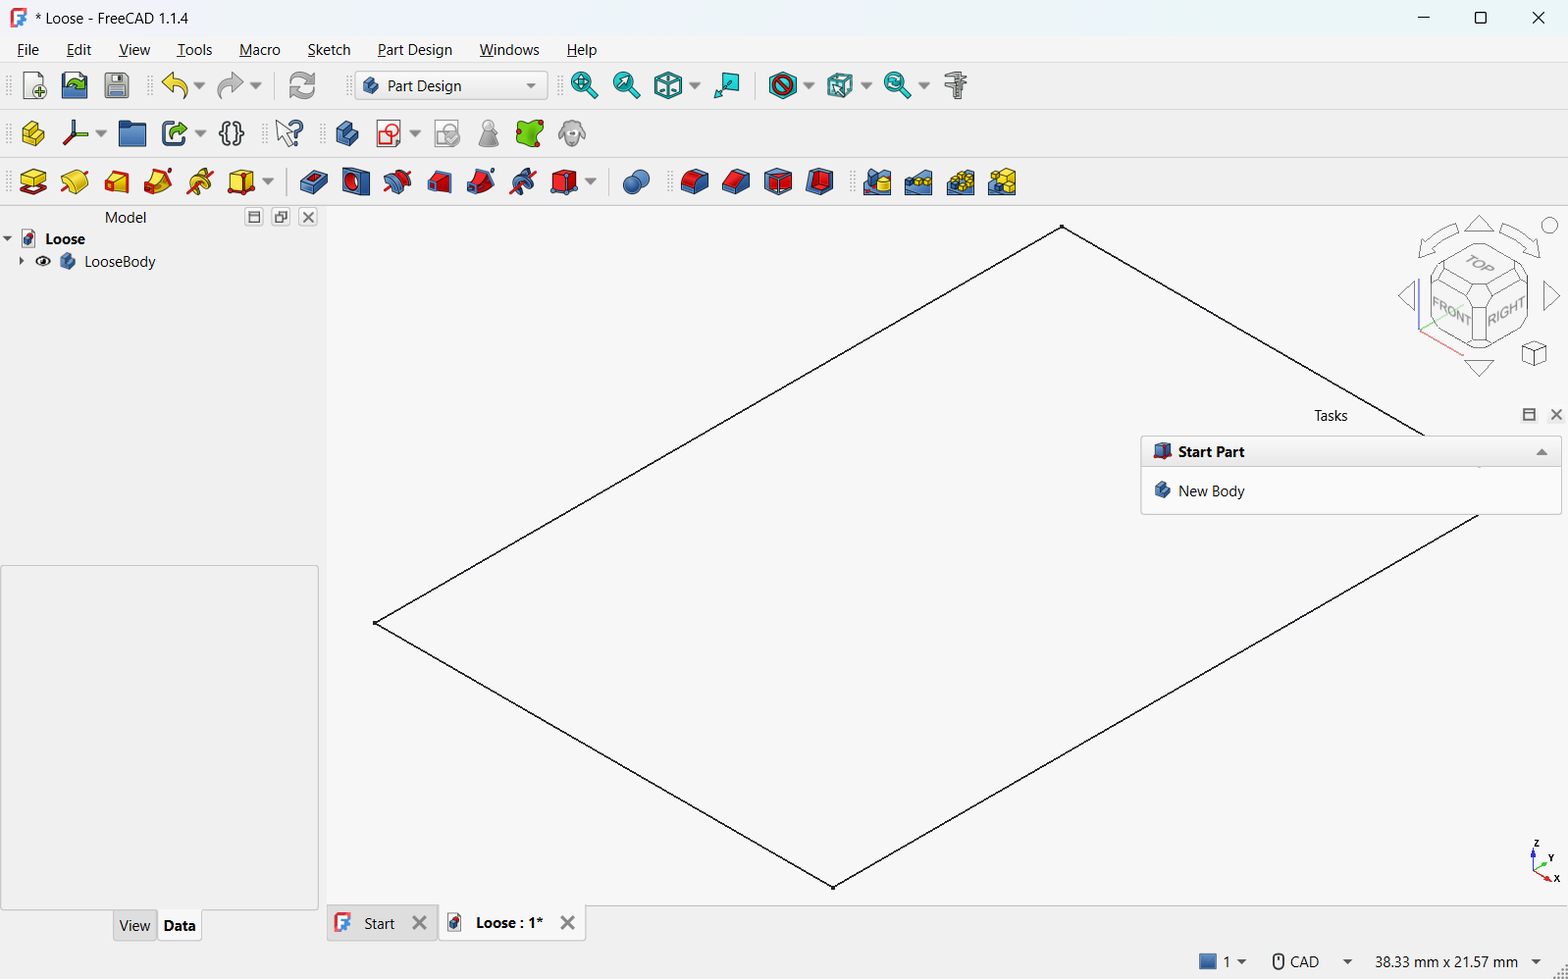 * Loose - FreeCAD 1.1.4
File Edit View Tools Macro Sketch Part Design Windows Help
Part Design
Model
Loose
LooseBody
TOP
FRONT
RIGHT
Tasks
Start Part
New Body
Z
Y
X
View Data
Start
Loose : 1*
1
CAD
38.33 mm x 21.57 mm